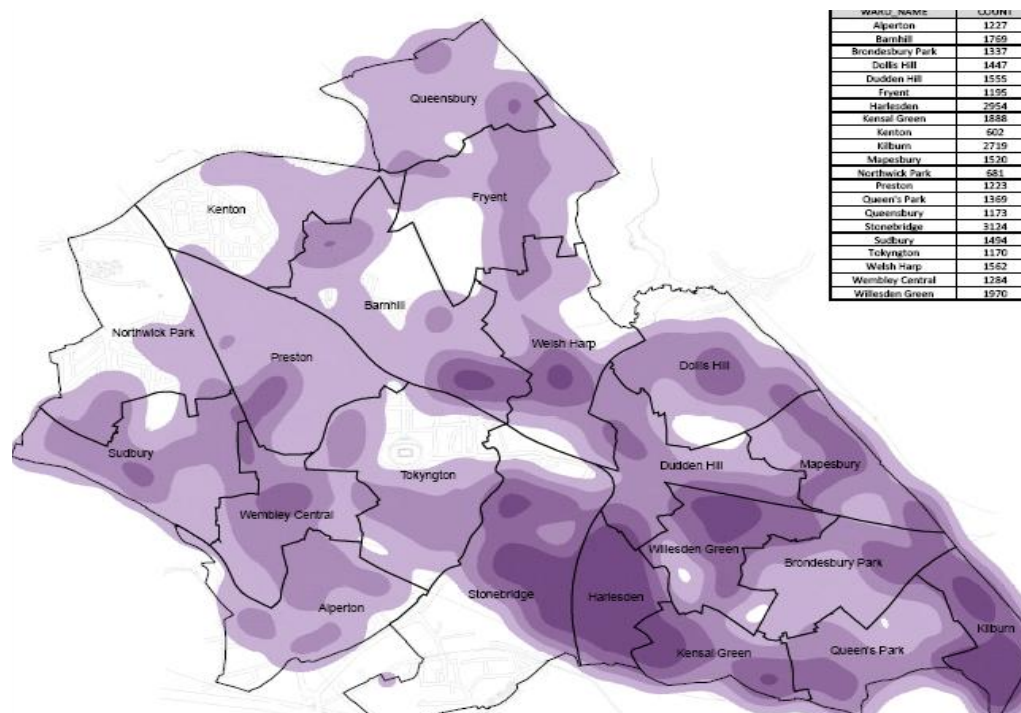 WARD_NAME COUNT
Alperton 1227
Barnhill 1769
Brondesbury Park 1337
Dollis Hill 1447
Dudden Hill 1555
Fryent 1195
Harlesden 2954
Kensal Green 1888
Kenton 602
Kilburn 2719
Mapesbury 1520
Northwick Park 681
Preston 1223
Queen's Park 1369
Queensbury 1173
Stonebridge 3124
Sudbury 1494
Tokyngton 1170
Welsh Harp 1562
Wembley Central 1284
Willesden Green 1970
Queensbury
Fryent
Kenton
Barnhill
Northwick Park
Preston
Welsh Harp
Dollis Hill
Sudbury
Tokyngton
Dudden Hill
Mapesbury
Wembley Central
Willesden Green
Brondesbury Park
Alperton
Stonebridge
Harlesden
Kilburn
Kensal Green
Queen's Park